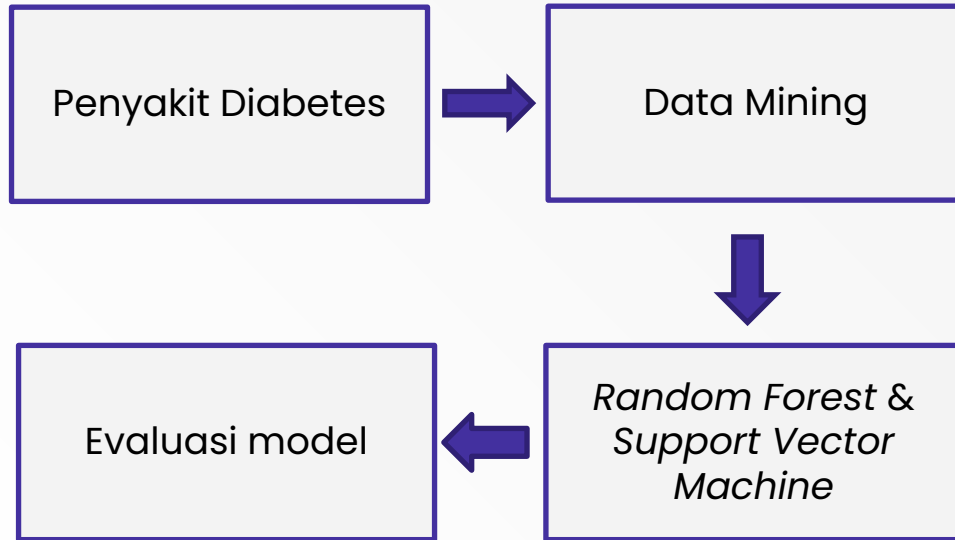 Penyakit Diabetes
Data Mining
Random Forest &
Support Vector
Machine
Evaluasi model